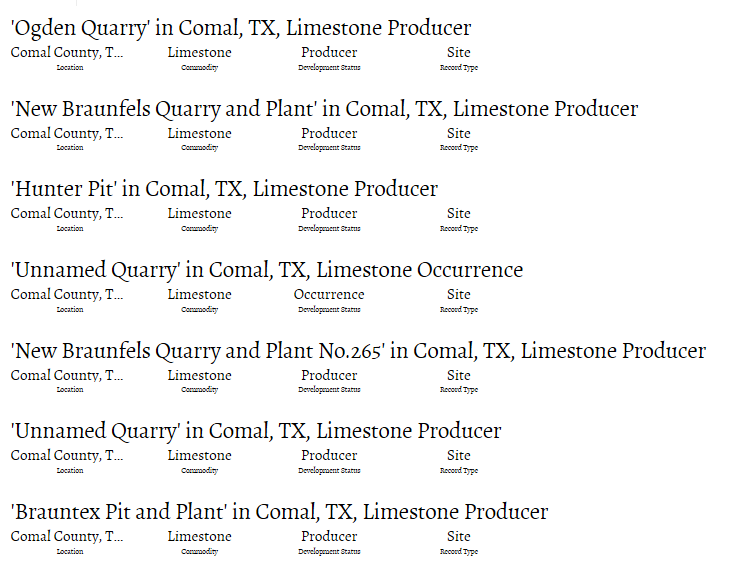 'Ogden Quarry' in Comal, TX, Limestone Producer
Comal County, T... Limestone Producer Site
Location Commodity Development Status Record Type
'New Braunfels Quarry and Plant' in Comal, TX, Limestone Producer
Comal County, T... Limestone Producer Site
Location Commodity Development Status Record Type
'Hunter Pit' in Comal, TX, Limestone Producer
Comal County, T... Limestone Producer Site
Location Commodity Development Status Record Type
'Unnamed Quarry' in Comal, TX, Limestone Occurrence
Comal County, T... Limestone Occurrence Site
Location Commodity Development Status Record Type
'New Braunfels Quarry and Plant No.265' in Comal, TX, Limestone Producer
Comal County, T... Limestone Producer Site
Location Commodity Development Status Record Type
'Unnamed Quarry' in Comal, TX, Limestone Producer
Comal County, T... Limestone Producer Site
Location Commodity Development Status Record Type
'Brauntex Pit and Plant' in Comal, TX, Limestone Producer
Comal County, T... Limestone Producer Site
Location Commodity Development Status Record Type